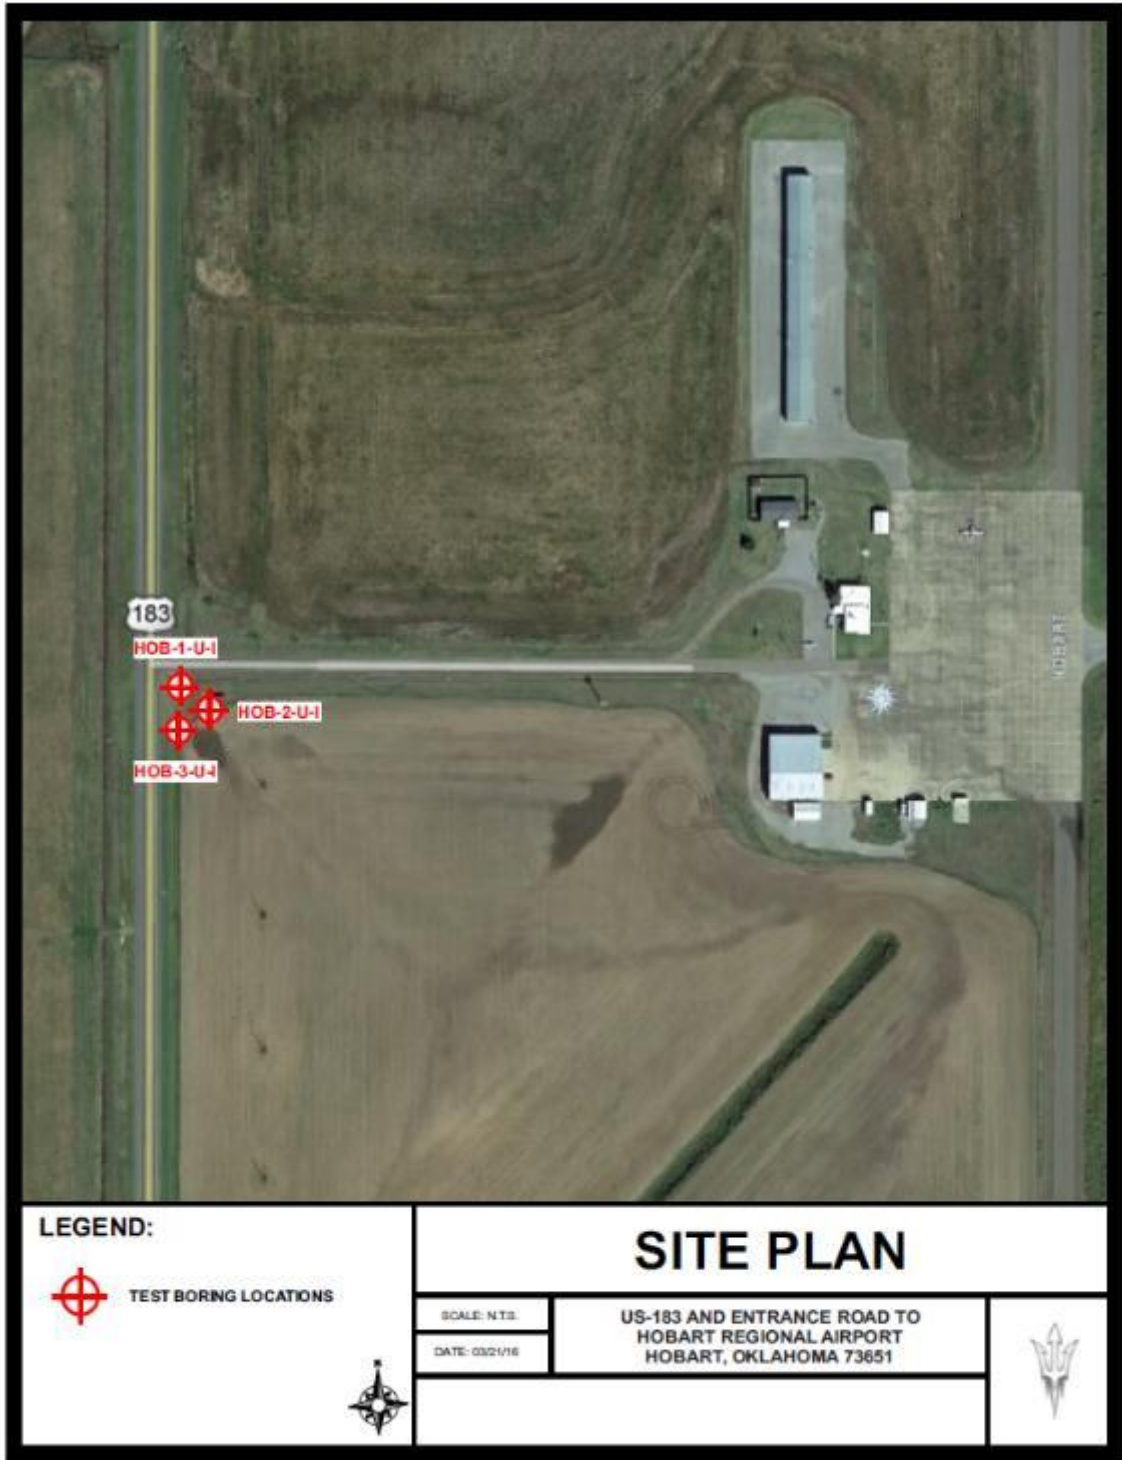 183
HOB-1-U-I
HOB-2-U-I
HOB-3-U-I
HOBART
LEGEND:
TEST BORING LOCATIONS
N
SITE PLAN
SCALE: N.T.S.
DATE: 03/21/16
US-183 AND ENTRANCE ROAD TO
HOBART REGIONAL AIRPORT
HOBART, OKLAHOMA 73651